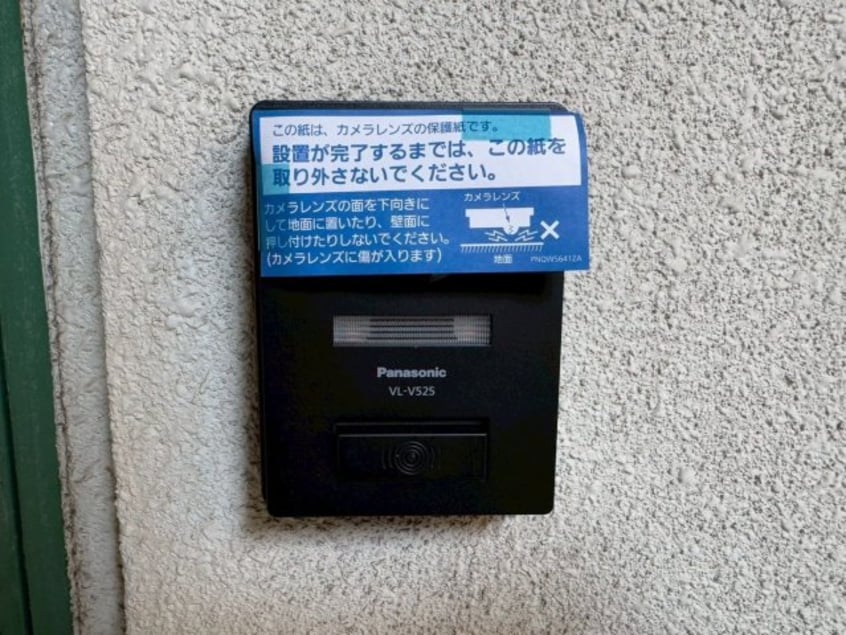 この紙は、カメラレンズの保護紙です。
設置が完了するまでは、この紙を
取り外さないでください。
カメラレンズの面を下向きに
して地面に置いたり、壁面に
押し付けたりしないでください。
(カメラレンズに傷が入ります)
カメラレンズ
地面
PNQW5641ZA
Panasonic
VL-V525